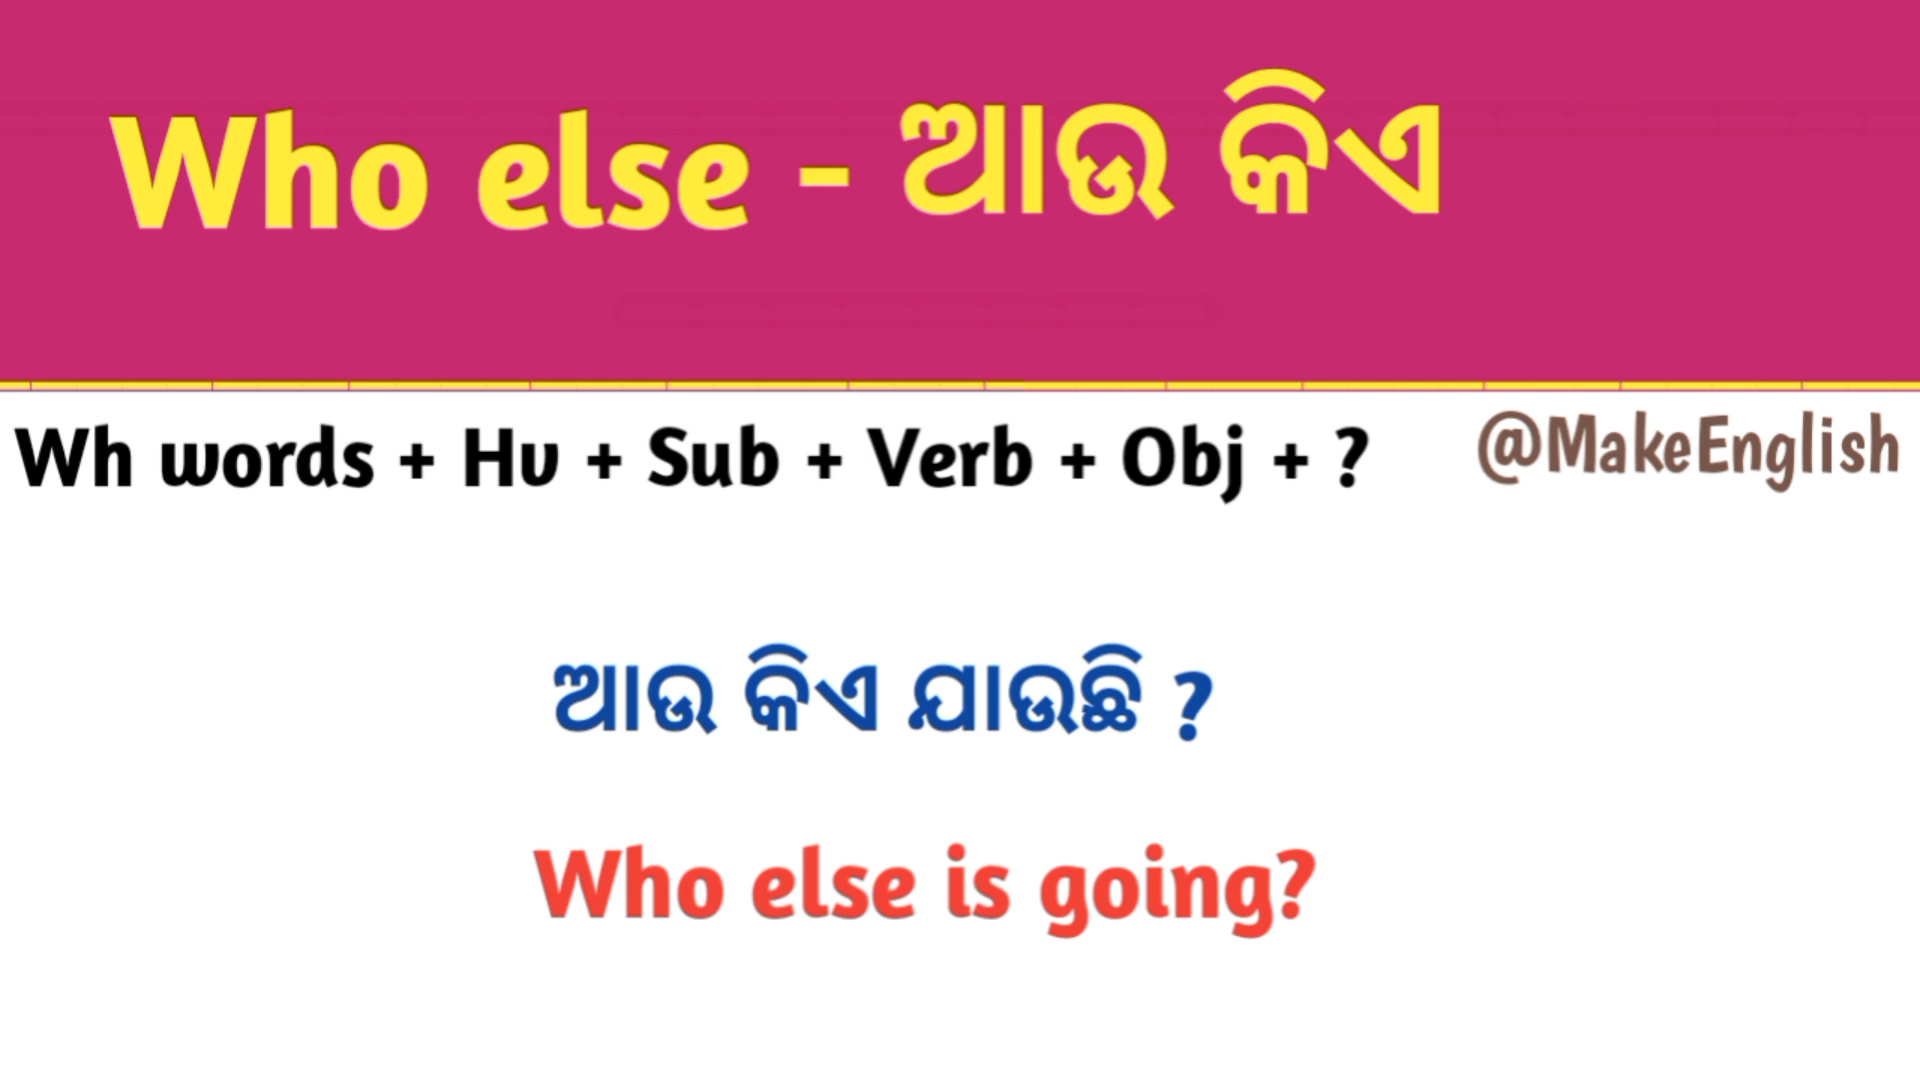 Who else - ଆଉ କିଏ
Wh words + Hv + Sub + Verb + Obj + ?
@MakeEnglish
ଆଉ କିଏ ଯାଉଛି ?
Who else is going?